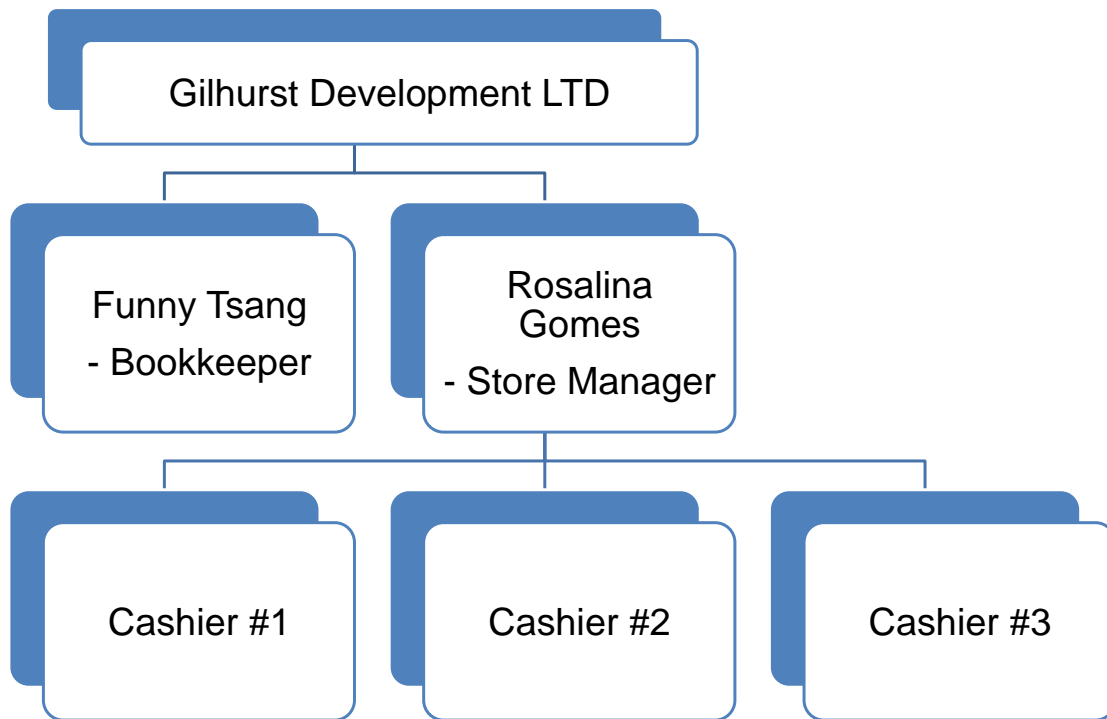 Gilhurst Development LTD
Funny Tsang
- Bookkeeper
Rosalina
Gomes
- Store Manager
Cashier #1
Cashier #2
Cashier #3